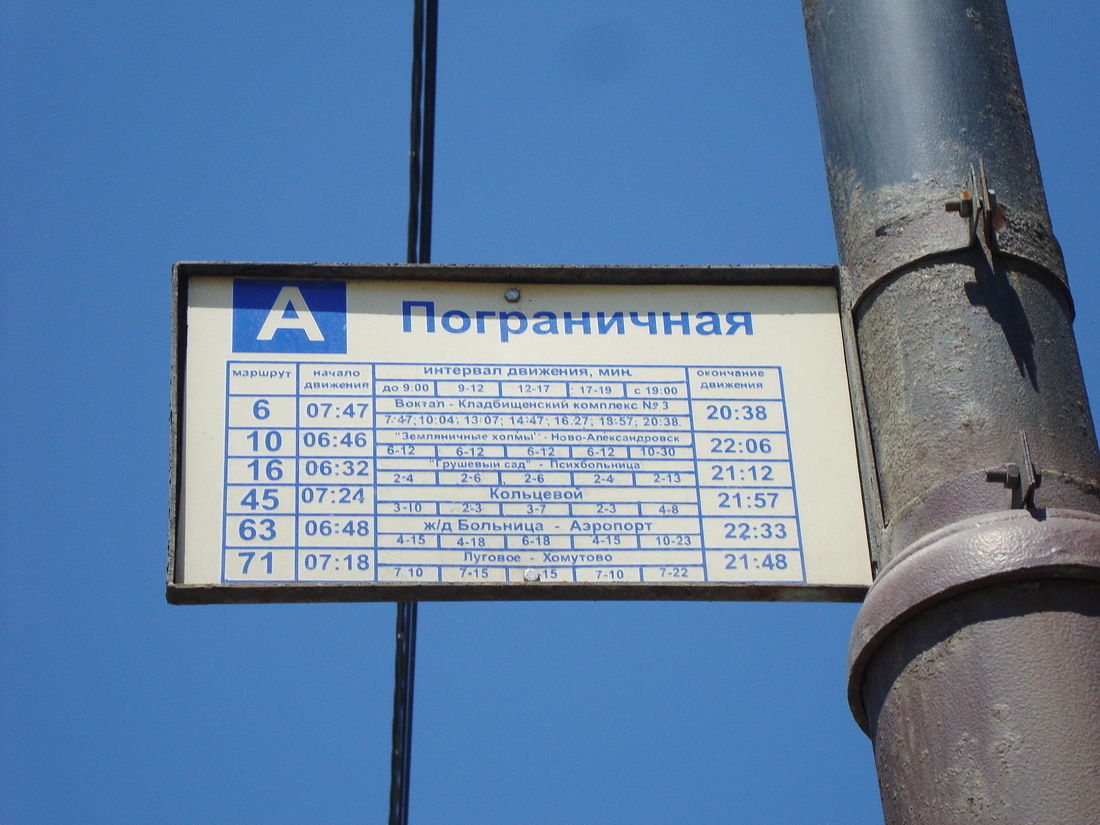 А Пограничная
маршрут начало движения интервал движения, мин. окончание движения
до 9:00 9-12 12-17 17-19 с 19:00
6 07:47 Вокзал - Кладбищенский комплекс №3 20:38
7:47; 10:04; 13:07; 14:47; 16.27; 18:57; 20:38.
10 06:46 "Земляничные холмы" - Ново-Александровск 22:06
6-12 6-12 6-12 6-12 10-30
16 06:32 "Грушевый сад" - Психбольница 21:12
2-4 2-6 2-6 2-4 2-13
45 07:24 Кольцевой 21:57
3-10 2-3 3-7 2-3 4-8
63 06:48 ж/д Больница - Аэропорт 22:33
4-15 4-18 6-18 4-15 10-23
71 07:18 Луговое - Хомутово 21:48
7 10 7-15 15 7-10 7-22